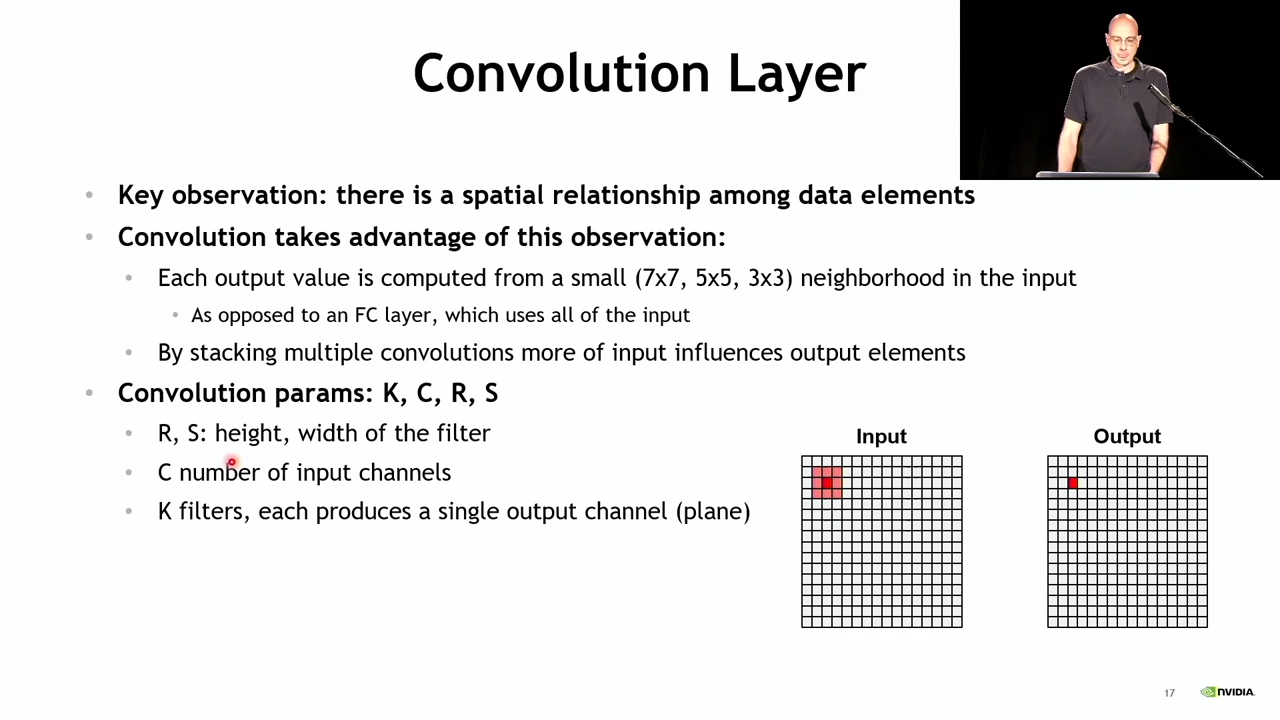 Convolution Layer
• Key observation: there is a spatial relationship among data elements
• Convolution takes advantage of this observation:
• Each output value is computed from a small (7x7, 5x5, 3x3) neighborhood in the input
• As opposed to an FC layer, which uses all of the input
• By stacking multiple convolutions more of input influences output elements
• Convolution params: K, C, R, S
• R, S: height, width of the filter
• C number of input channels
• K filters, each produces a single output channel (plane)
Input
Output
17
NVIDIA.